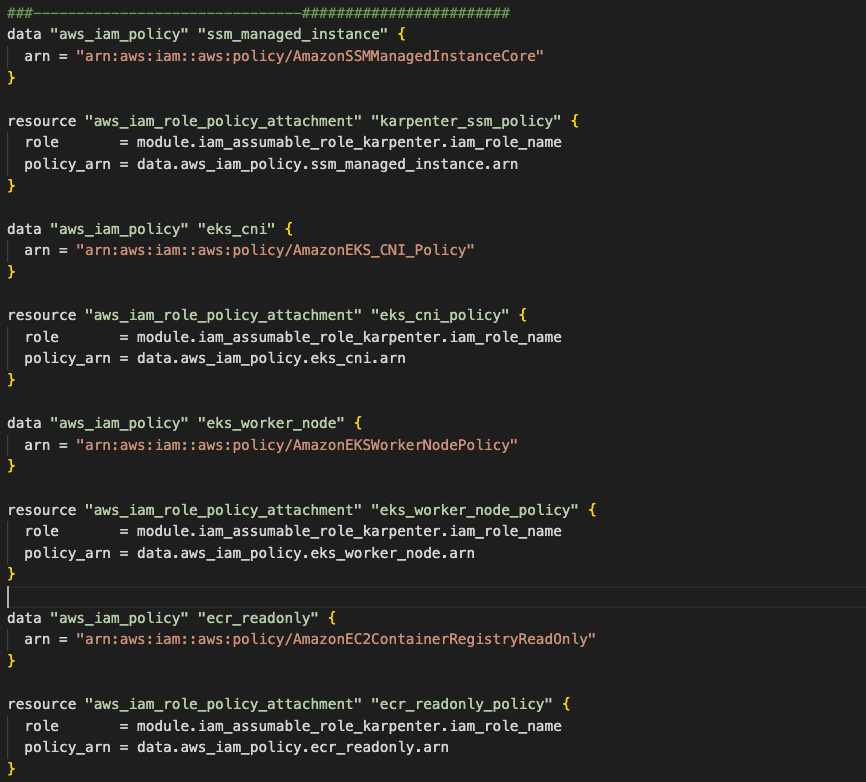 ###-------------------------------########################
data "aws_iam_policy" "ssm_managed_instance" {
  arn = "arn:aws:iam::aws:policy/AmazonSSMManagedInstanceCore"
}

resource "aws_iam_role_policy_attachment" "karpenter_ssm_policy" {
  role       = module.iam_assumable_role_karpenter.iam_role_name
  policy_arn = data.aws_iam_policy.ssm_managed_instance.arn
}

data "aws_iam_policy" "eks_cni" {
  arn = "arn:aws:iam::aws:policy/AmazonEKS_CNI_Policy"
}

resource "aws_iam_role_policy_attachment" "eks_cni_policy" {
  role       = module.iam_assumable_role_karpenter.iam_role_name
  policy_arn = data.aws_iam_policy.eks_cni.arn
}

data "aws_iam_policy" "eks_worker_node" {
  arn = "arn:aws:iam::aws:policy/AmazonEKSWorkerNodePolicy"
}

resource "aws_iam_role_policy_attachment" "eks_worker_node_policy" {
  role       = module.iam_assumable_role_karpenter.iam_role_name
  policy_arn = data.aws_iam_policy.eks_worker_node.arn
}

data "aws_iam_policy" "ecr_readonly" {
  arn = "arn:aws:iam::aws:policy/AmazonEC2ContainerRegistryReadOnly"
}

resource "aws_iam_role_policy_attachment" "ecr_readonly_policy" {
  role       = module.iam_assumable_role_karpenter.iam_role_name
  policy_arn = data.aws_iam_policy.ecr_readonly.arn
}